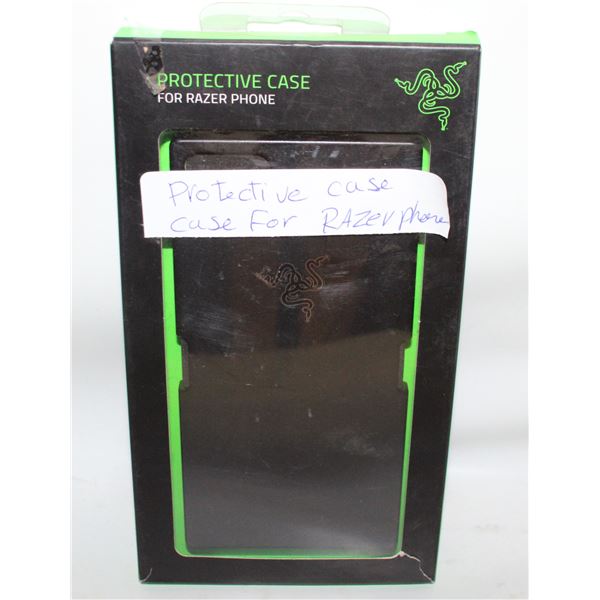 PROTECTIVE CASE
FOR RAZER PHONE
Protective case
case For RAZer phone